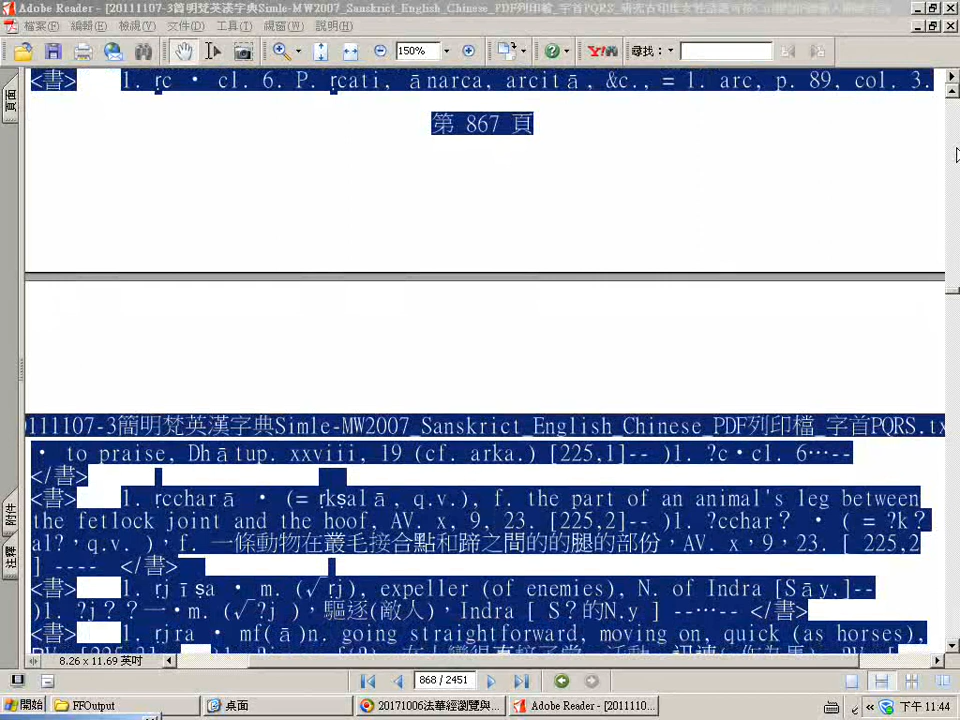 Adobe Reader - [20111107-3簡明梵英漢字典Simle-MW2007_Sanskrict_English_Chinese_PDF列印檔_字首PQRS_
檔案(F) 編輯(E) 檢視(V) 文件(D) 工具(T) 視窗(W) 說明(H)
150% Y! 尋找:
<書> 1. ṛc • cl. 6. P. ṛcati, ānarca, arcitā, &c., = 1. arc, p. 89, col. 3.
頁面
第 867 頁
)111107-3簡明梵英漢字典Simle-MW2007_Sanskrict_English_Chinese_PDF列印檔_字首PQRS.tx
• to praise, Dhātup. xxviii, 19 (cf. arka.) [225,1]-- )1. ?c•cl. 6…--
</書>
<書> 1. ṛccharā • (= ṛkṣalā, q.v.), f. the part of an animal's leg between
the fetlock joint and the hoof, AV. x, 9, 23. [225,2]-- )1. ?cchar? • ( = ?k?
al?，q.v. )，f. 一條動物在叢毛接合點和蹄之間的的腿的部份，AV. x，9，23. [ 225,2
] ---- </書>
<書> 1. ṛjīṣa • m. (√ṛj), expeller (of enemies), N. of Indra [Sāy.]--
)1. ?j??一•m. (√?j )，驅逐(敵人)，Indra [ S?的N.y ] --…-- </書>
<書> 1. ṛjra • mf(ā)n. going straightforward, moving on, quick (as horses),
附件
註釋
8.26 x 11.69 英吋
868 / 2451
開始 FFOutput 桌面 20171006法華經瀏覽與... Adobe Reader - [2011110... 下午 11:44